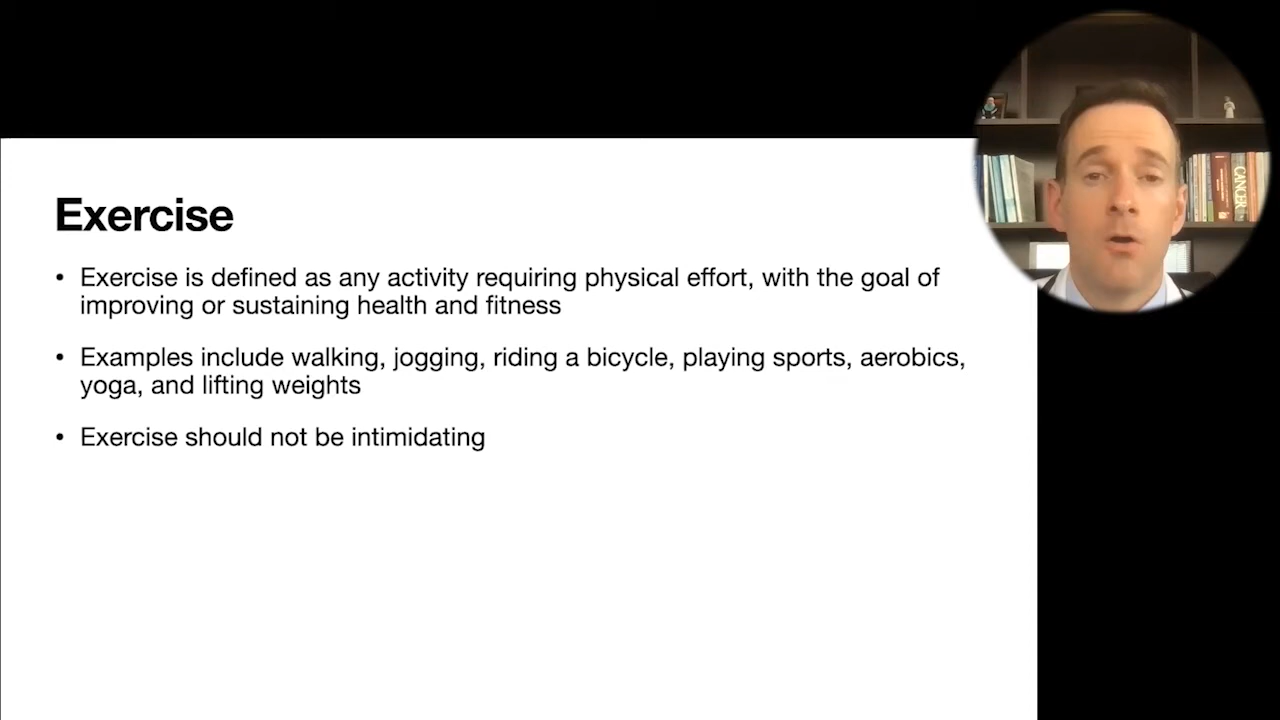 Exercise
• Exercise is defined as any activity requiring physical effort, with the goal of
improving or sustaining health and fitness
• Examples include walking, jogging, riding a bicycle, playing sports, aerobics,
yoga, and lifting weights
• Exercise should not be intimidating
CANCER